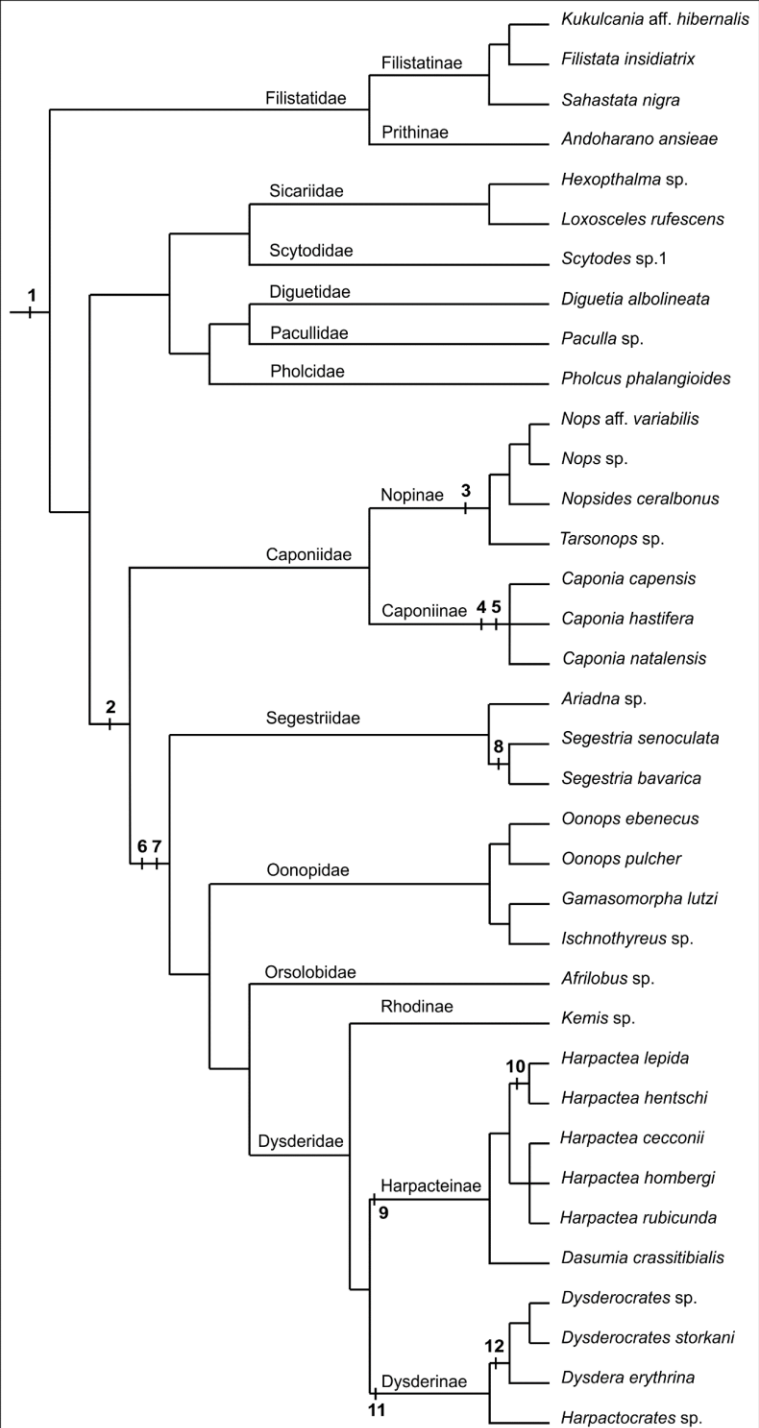 Kukulcania aff. hibernalis
Filistatinae
Filistata insidiatrix
Filistatidae
Sahastata nigra
Prithinae
Andoharano ansieae
Hexopthalma sp.
Sicariidae
Loxosceles rufescens
Scytodidae
Scytodes sp.1
1
Diguetidae
Diguetia albolineata
Pacullidae
Paculla sp.
Pholcidae
Pholcus phalangioides
Nops aff. variabilis
Nops sp.
Nopinae 3
Nopsides ceralbonus
Tarsonops sp.
Caponiidae
Caponia capensis
Caponiinae 4 5
Caponia hastifera
Caponia natalensis
Ariadna sp.
2
Segestriidae
Segestria senoculata
8
Segestria bavarica
Oonops ebenecus
6 7
Oonopidae
Oonops pulcher
Gamasomorpha lutzi
Ischnothyreus sp.
Orsolobidae
Afrilobus sp.
Rhodinae
Kemis sp.
Harpactea lepida
10
Harpactea hentschi
Dysderidae
Harpactea cecconii
Harpacteinae
Harpactea hombergi
9
Harpactea rubicunda
Dasumia crassitibialis
Dysderocrates sp.
Dysderocrates storkani
12
Dysderinae
Dysdera erythrina
11
Harpactocrates sp.